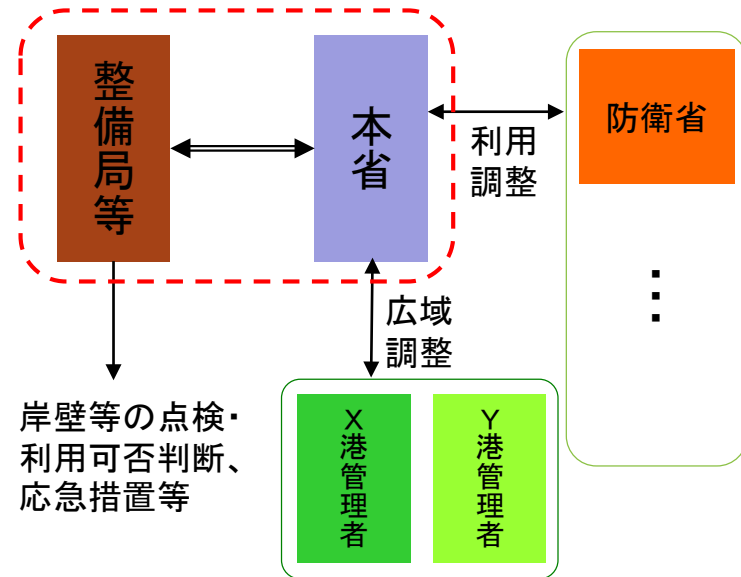 整備局等
本省
防衛省
利用
調整
⋮
広域
調整
岸壁等の点検・
利用可否判断、
応急措置等
X港管理者
Y港管理者